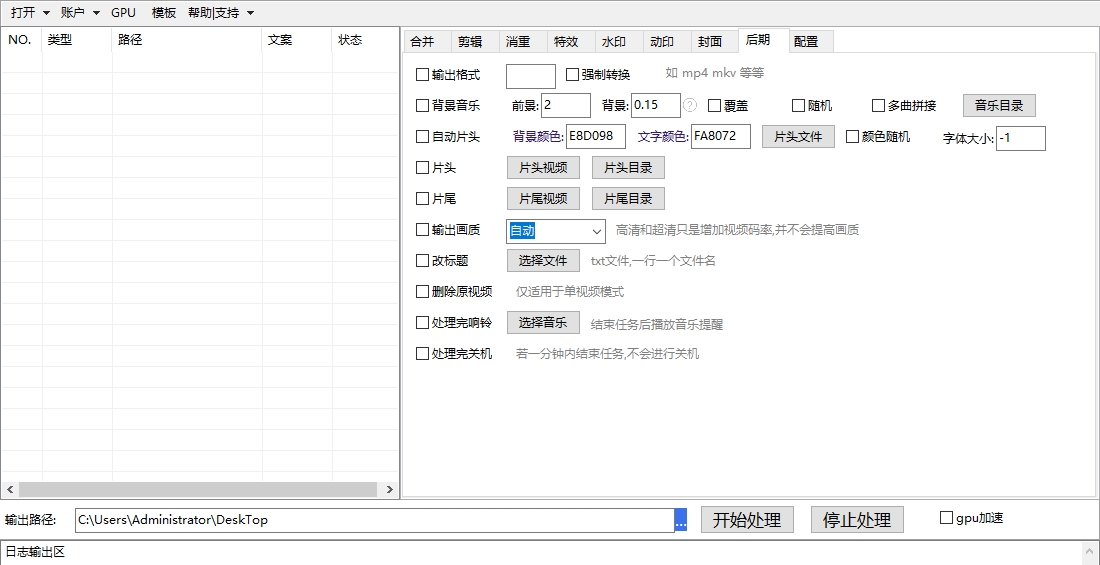 打开 账户 GPU 模板 帮助|支持
NO. 类型 路径 文案 状态
合并 剪辑 消重 特效 水印 动印 封面 后期 配置
输出格式 强制转换 如 mp4 mkv 等等
背景音乐 前景: 2 背景: 0.15 ? 覆盖 随机 多曲拼接 音乐目录
自动片头 背景颜色: E8D098 文字颜色: FA8072 片头文件 颜色随机 字体大小: -1
片头 片头视频 片头目录
片尾 片尾视频 片尾目录
输出画质 自动 高清和超清只是增加视频码率,并不会提高画质
改标题 选择文件 txt文件,一行一个文件名
删除原视频 仅适用于单视频模式
处理完响铃 选择音乐 结束任务后播放音乐提醒
处理完关机 若一分钟内结束任务,不会进行关机
输出路径: C:\Users\Administrator\DeskTop ... 开始处理 停止处理 gpu加速
日志输出区